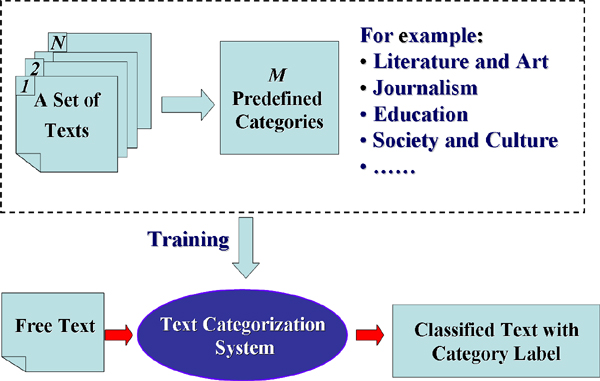 N
2
1
A Set of
Texts
M
Predefined
Categories
For example:
• Literature and Art
• Journalism
• Education
• Society and Culture
• ……
Training
Free Text
Text Categorization
System
Classified Text with
Category Label